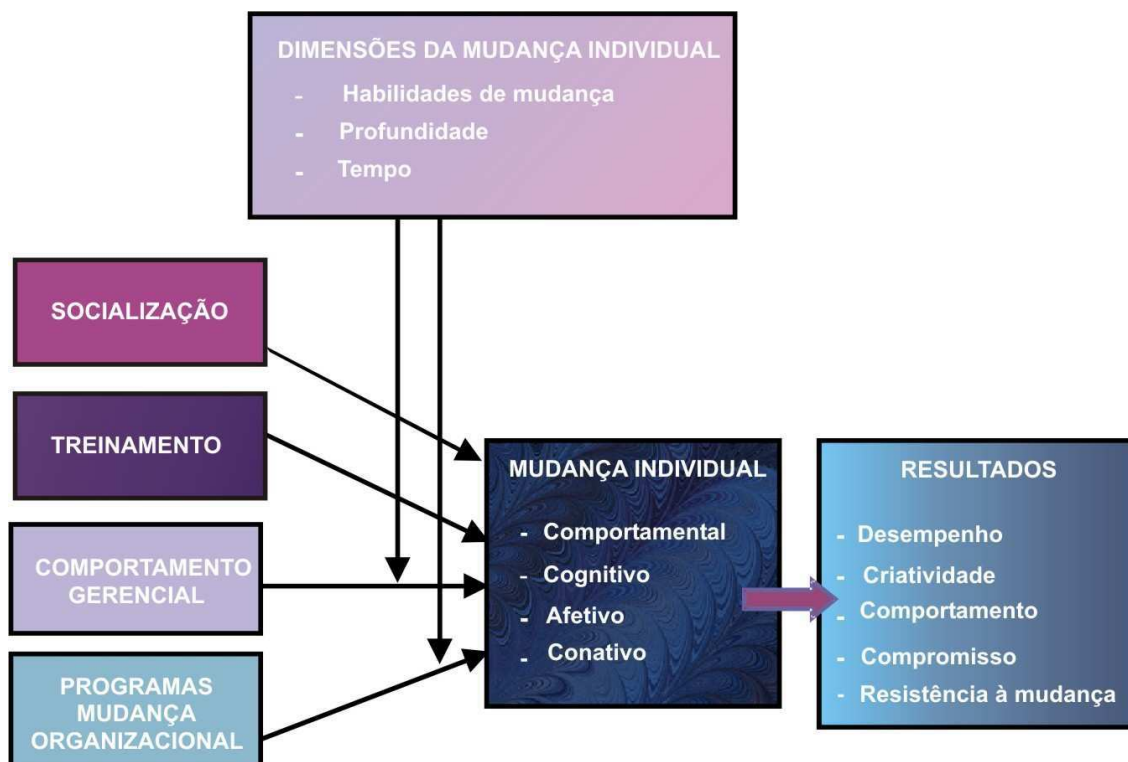 DIMENSÕES DA MUDANÇA INDIVIDUAL
- Habilidades de mudança
- Profundidade
- Tempo
SOCIALIZAÇÃO
TREINAMENTO
COMPORTAMENTO
GERENCIAL
PROGRAMAS
MUDANÇA
ORGANIZACIONAL
MUDANÇA INDIVIDUAL
- Comportamental
- Cognitivo
- Afetivo
- Conativo
RESULTADOS
- Desempenho
- Criatividade
- Comportamento
- Compromisso
- Resistência à mudança